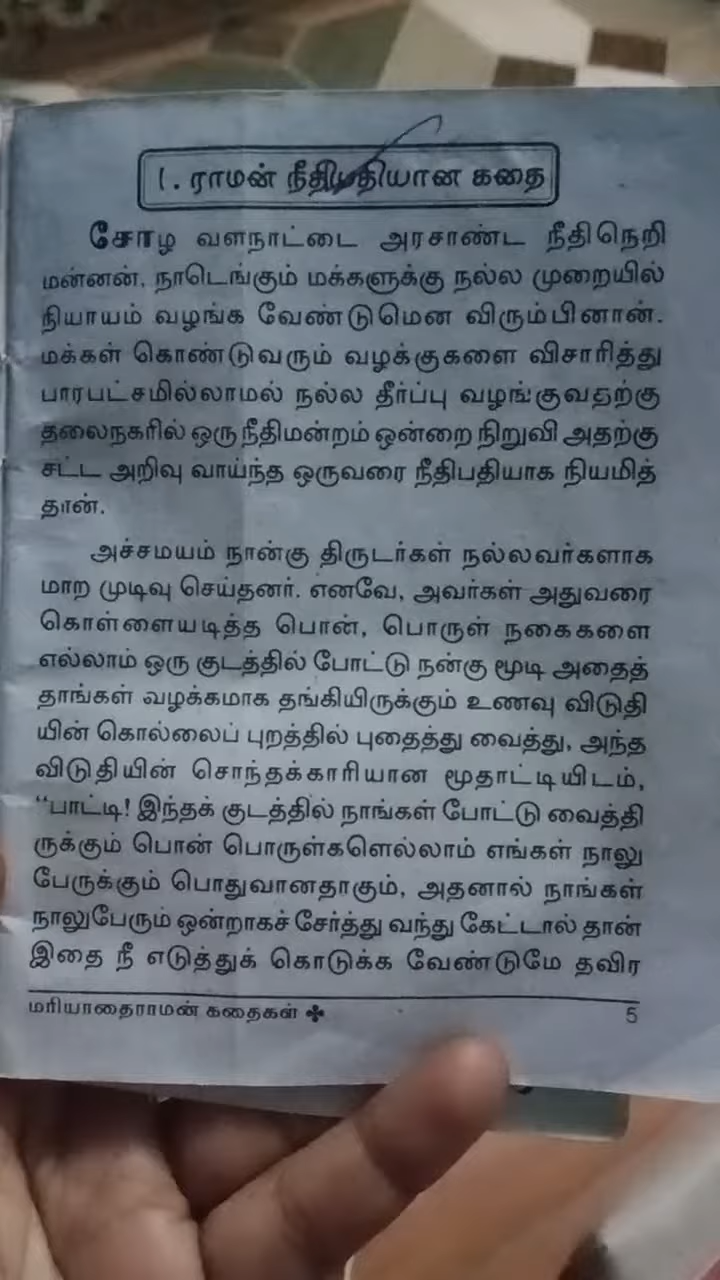 1. ராமன் நீதிபதியான கதை
சோழ வளநாட்டை அரசாண்ட நீதிநெறி
மன்னன், நாடெங்கும் மக்களுக்கு நல்ல முறையில்
நியாயம் வழங்க வேண்டுமென விரும்பினான்.
மக்கள் கொண்டுவரும் வழக்குகளை விசாரித்து
பாரபட்சமில்லாமல் நல்ல தீர்ப்பு வழங்குவதற்கு
தலைநகரில் ஒரு நீதிமன்றம் ஒன்றை நிறுவி அதற்கு
சட்ட அறிவு வாய்ந்த ஒருவரை நீதிபதியாக நியமித்
தான்.
அச்சமயம் நான்கு திருடர்கள் நல்லவர்களாக
மாற முடிவு செய்தனர். எனவே, அவர்கள் அதுவரை
கொள்ளையடித்த பொன், பொருள் நகைகளை
எல்லாம் ஒரு குடத்தில் போட்டு நன்கு மூடி அதைத்
தாங்கள் வழக்கமாக தங்கியிருக்கும் உணவு விடுதி
யின் கொல்லைப் புறத்தில் புதைத்து வைத்து, அந்த
விடுதியின் சொந்தக்காரியான மூதாட்டியிடம்,
“பாட்டி! இந்தக் குடத்தில் நாங்கள் போட்டு வைத்தி
ருக்கும் பொன் பொருள்களெல்லாம் எங்கள் நாலு
பேருக்கும் பொதுவானதாகும், அதனால் நாங்கள்
நாலுபேரும் ஒன்றாகச் சேர்த்து வந்து கேட்டால் தான்
இதை நீ எடுத்துக் கொடுக்க வேண்டுமே தவிர
மரியாதைராமன் கதைகள் ✤ 5